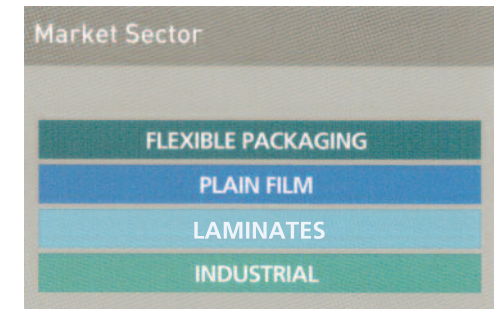 Market Sector
FLEXIBLE PACKAGING
PLAIN FILM
LAMINATES
INDUSTRIAL